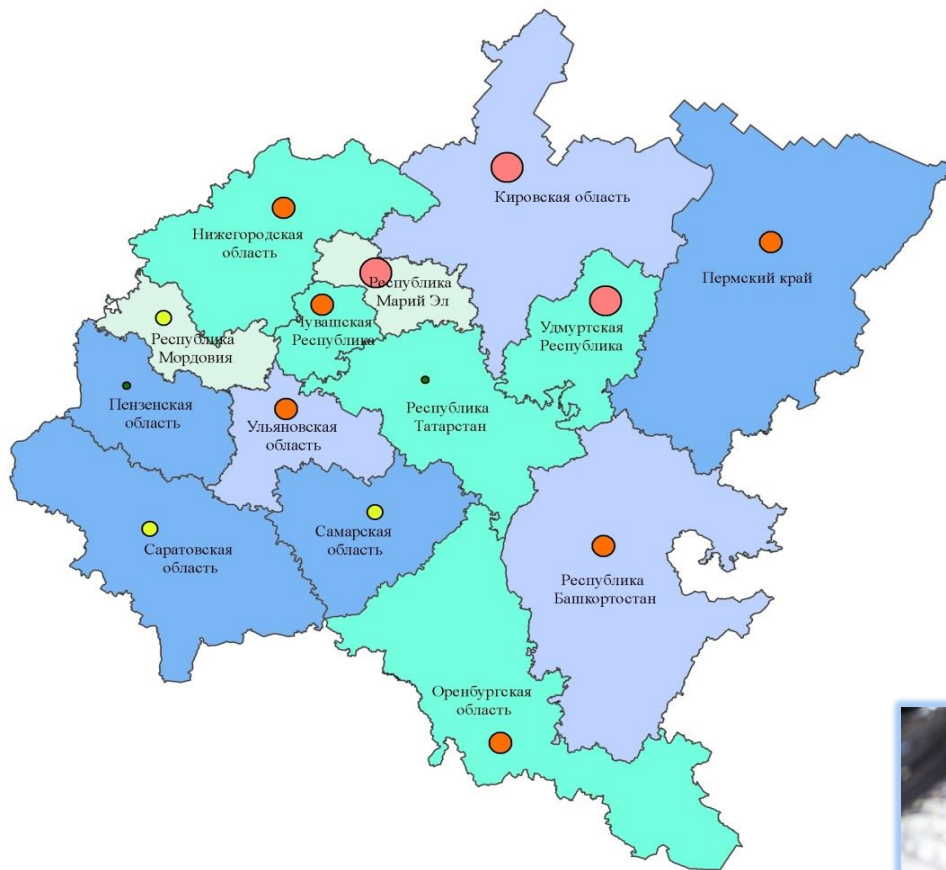 Кировская область
Нижегородская
область
Пермский край
Республика
Марий Эл
Чувашская
Республика
Удмуртская
Республика
Республика
Мордовия
Пензенская
область
Республика
Татарстан
Ульяновская
область
Самарская
область
Саратовская
область
Республика
Башкортостан
Оренбургская
область